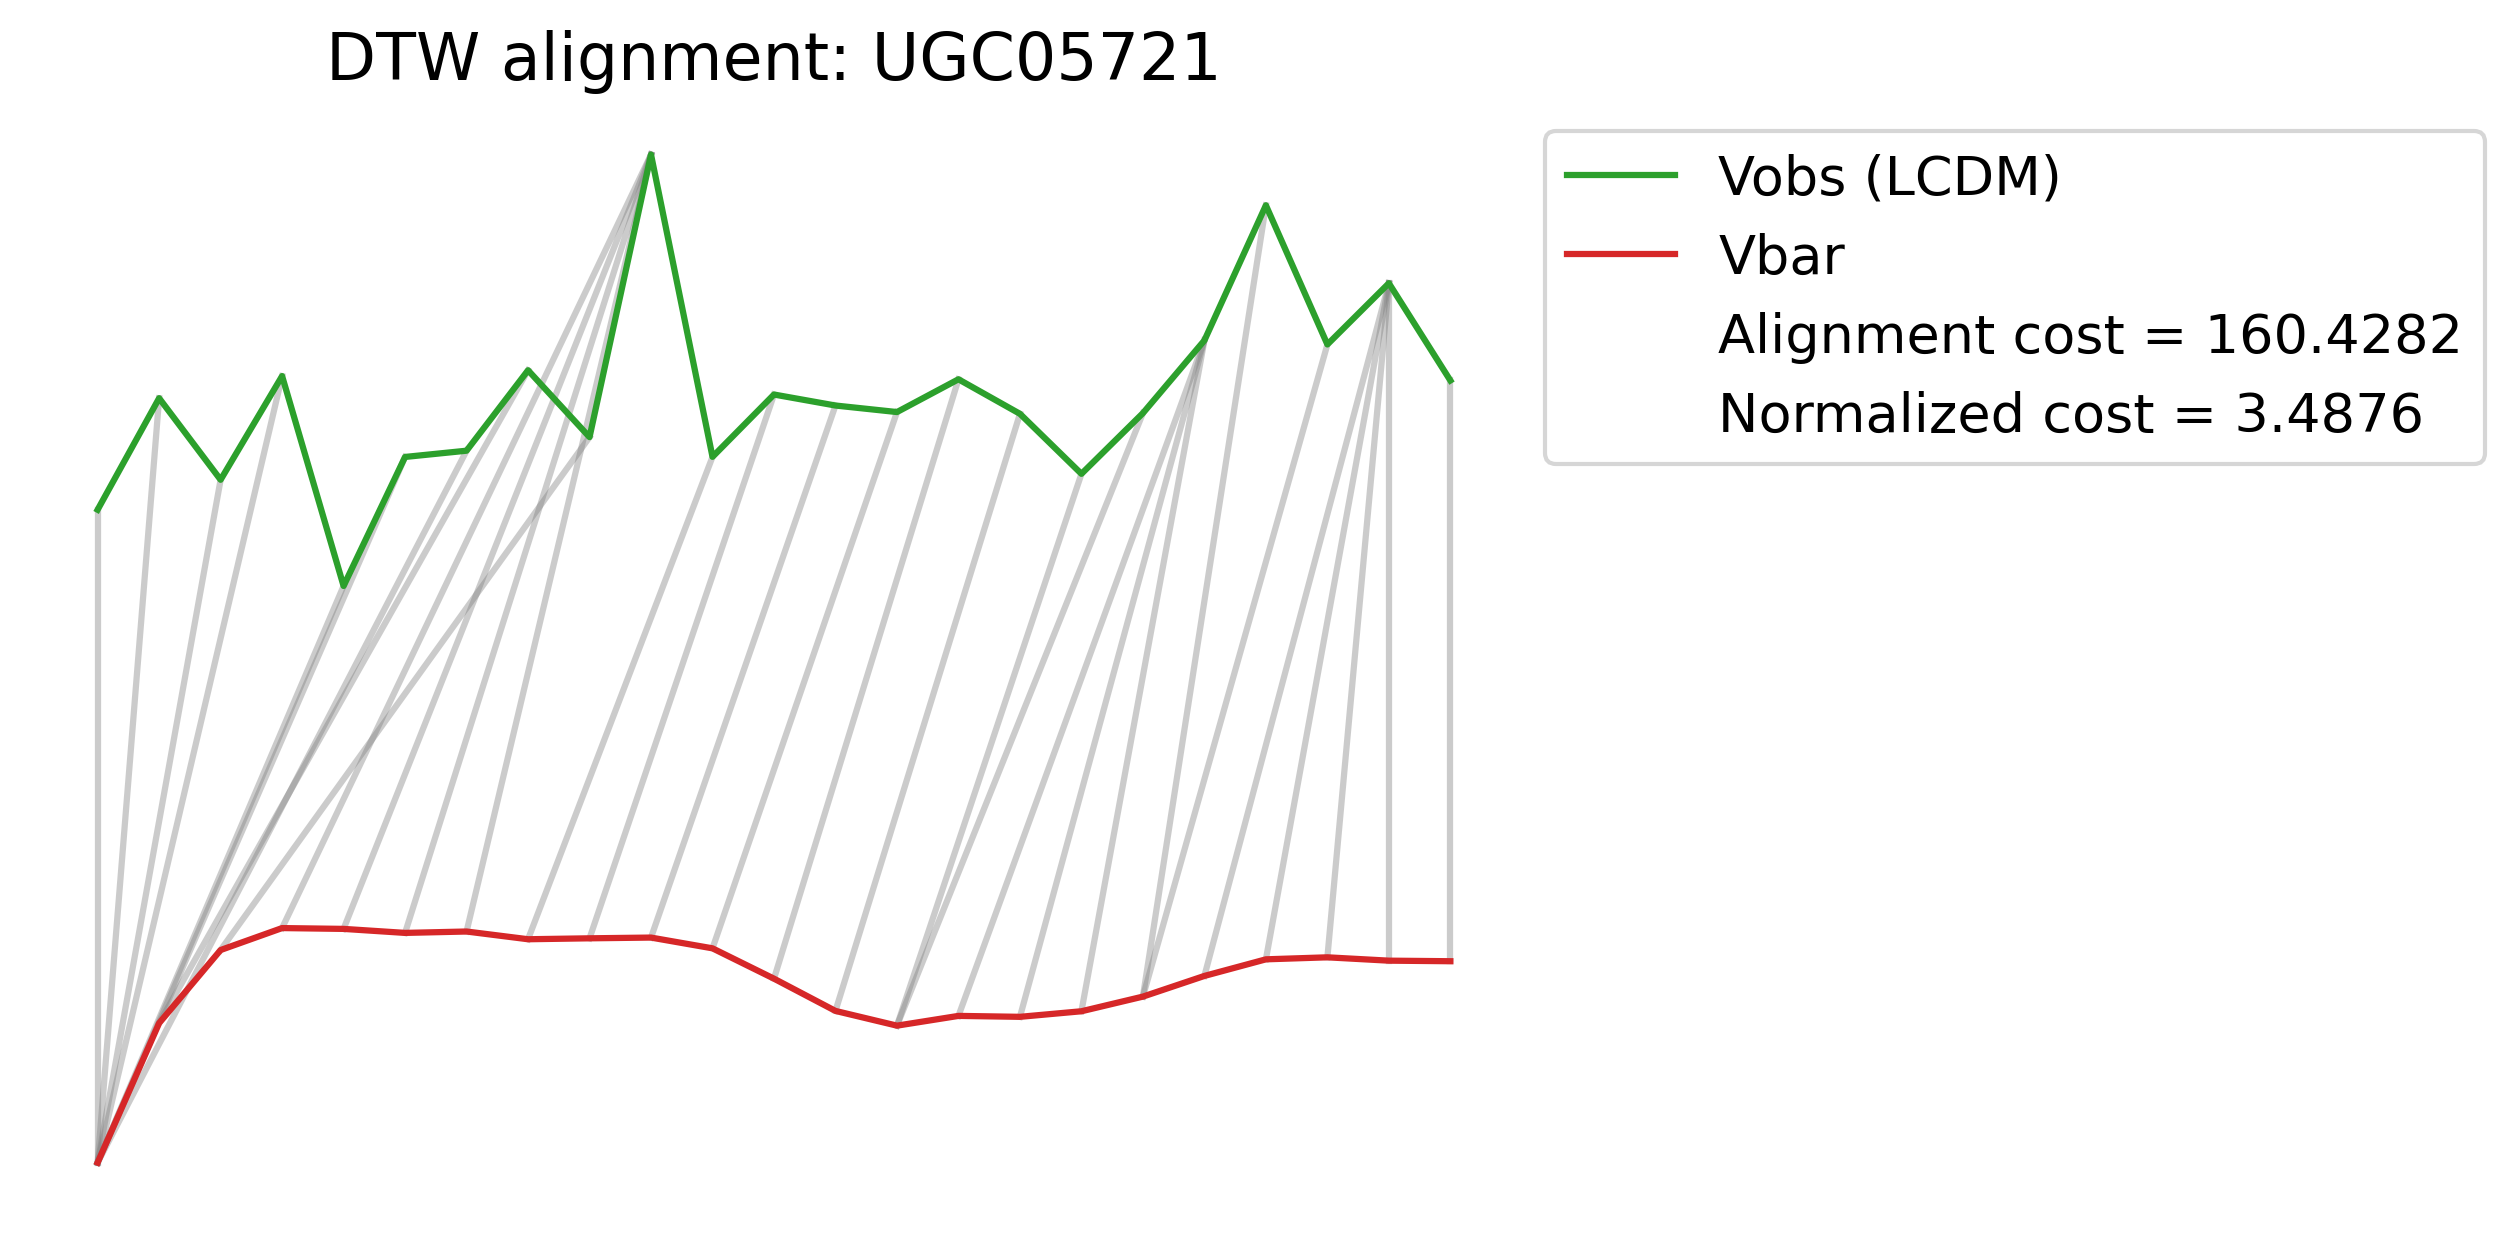 DTW alignment: UGC05721
Vobs (LCDM)
Vbar
Alignment cost = 160.4282
Normalized cost = 3.4876